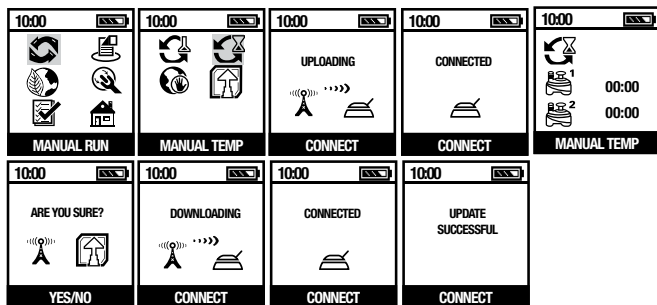 10:00
MANUAL RUN
10:00
MANUAL TEMP
10:00
UPLOADING
CONNECT
10:00
CONNECTED
CONNECT
10:00
1
00:00
2
00:00
MANUAL TEMP
10:00
ARE YOU SURE?
YES/NO
10:00
DOWNLOADING
CONNECT
10:00
CONNECTED
CONNECT
10:00
UPDATE
SUCCESSFUL
CONNECT